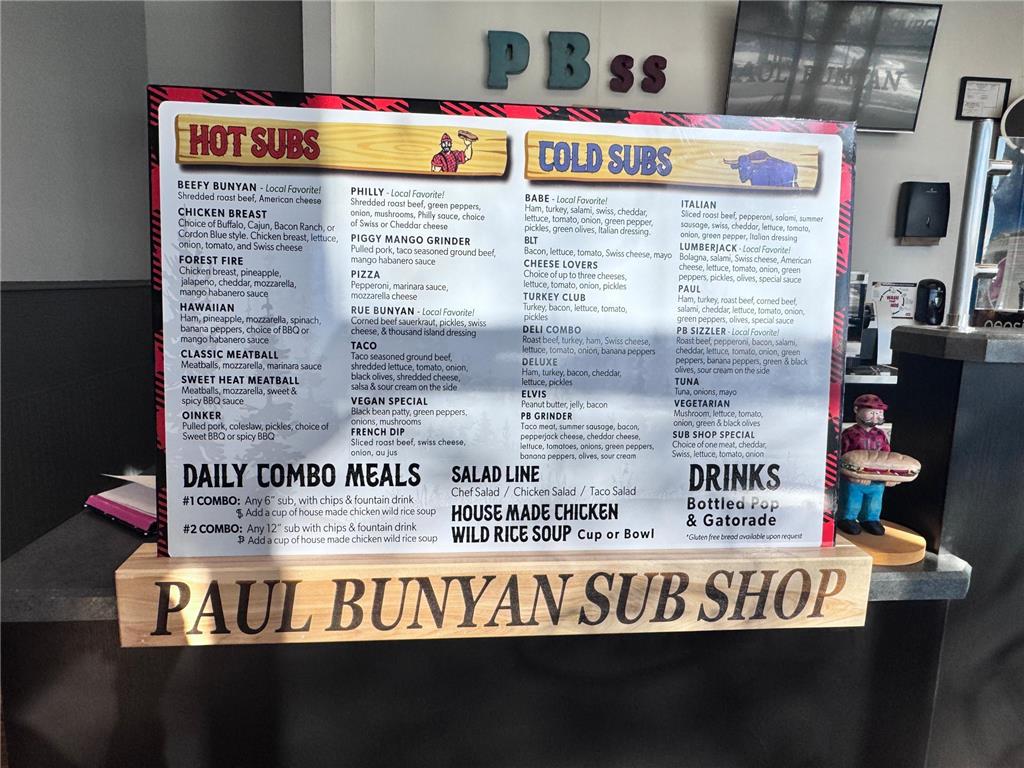 PBSS
PAUL BUNYAN
HOT SUBS
BEEFY BUNYAN - Local Favorite!
Shredded roast beef, American cheese
CHICKEN BREAST
Choice of Buffalo, Cajun, Bacon Ranch, or
Cordon Blue style. Chicken breast, lettuce,
onion, tomato, and Swiss cheese
FOREST FIRE
Chicken breast, pineapple,
jalapeño, cheddar, mozzarella,
mango habanero sauce
HAWAIIAN
Ham, pineapple, mozzarella, spinach,
banana peppers, choice of BBQ or
mango habanero sauce
CLASSIC MEATBALL
Meatballs, mozzarella, marinara sauce
SWEET HEAT MEATBALL
Meatballs, mozzarella, sweet &
spicy BBQ sauce
OINKER
Pulled pork, coleslaw, pickles, choice of
Sweet BBQ or spicy BBQ
PHILLY - Local Favorite!
Shredded roast beef, green peppers,
onion, mushrooms, Philly sauce, choice
of Swiss or Cheddar cheese
PIGGY MANGO GRINDER
Pulled pork, taco seasoned ground beef,
mango habanero sauce
PIZZA
Pepperoni, marinara sauce,
mozzarella cheese
RUE BUNYAN - Local Favorite!
Corned beef sauerkraut, pickles, swiss
cheese, & thousand island dressing
TACO
Taco seasoned ground beef,
shredded lettuce, tomato, onion,
black olives, shredded cheese,
salsa & sour cream on the side
VEGAN SPECIAL
Black bean patty, green peppers,
onions, mushrooms
FRENCH DIP
Sliced roast beef, swiss cheese,
onion, au jus
COLD SUBS
BABE - Local Favorite!
Ham, turkey, salami, swiss, cheddar,
lettuce, tomato, onion, green pepper,
pickles, green olives, Italian dressing.
BLT
Bacon, lettuce, tomato, Swiss cheese, mayo
CHEESE LOVERS
Choice of up to three cheeses,
lettuce, tomato, onion, pickles
TURKEY CLUB
Turkey, bacon, lettuce, tomato,
pickles
DELI COMBO
Roast beef, turkey, ham, Swiss cheese,
lettuce, tomato, onion, banana peppers
DELUXE
Ham, turkey, bacon, cheddar,
lettuce, pickles
ELVIS
Peanut butter, jelly, bacon
PB GRINDER
Taco meat, summer sausage, bacon,
pepperjack cheese, cheddar cheese,
lettuce, tomatoes, onions, green peppers,
banana peppers, olives, sour cream
ITALIAN
Sliced roast beef, pepperoni, salami, summer
sausage, swiss, cheddar, lettuce, tomato,
onion, green pepper, Italian dressing
LUMBERJACK - Local Favorite!
Bologna, salami, Swiss cheese, American
cheese, lettuce, tomato, onion, green
peppers, pickles, olives, special sauce
PAUL
Ham, turkey, roast beef, corned beef,
salami, cheddar, lettuce, tomato, onion,
green peppers, olives, special sauce
PB SIZZLER - Local Favorite!
Roast beef, pepperoni, bacon, salami,
cheddar, lettuce, tomato, onion, green
peppers, banana peppers, green & black
olives, sour cream on the side
TUNA
Tuna, onions, mayo
VEGETARIAN
Mushroom, lettuce, tomato,
onion, green & black olives
SUB SHOP SPECIAL
Choice of one meat, cheddar,
Swiss, lettuce, tomato, onion
DAILY COMBO MEALS
#1 COMBO: Any 6" sub, with chips & fountain drink
Add a cup of house made chicken wild rice soup
#2 COMBO: Any 12" sub with chips & fountain drink
Add a cup of house made chicken wild rice soup
SALAD LINE
Chef Salad / Chicken Salad / Taco Salad
HOUSE MADE CHICKEN
WILD RICE SOUP Cup or Bowl
DRINKS
Bottled Pop
& Gatorade
*Gluten free bread available upon request
PAUL BUNYAN SUB SHOP